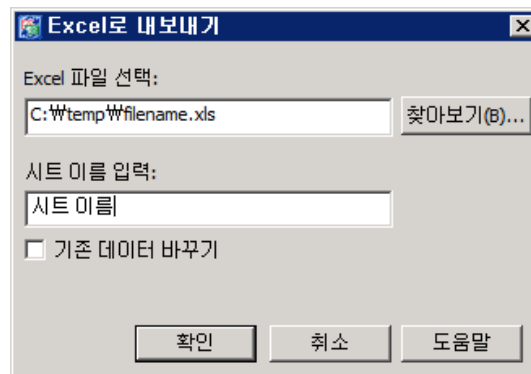 Excel로 내보내기
Excel 파일 선택:
C:₩temp₩filename.xls
찾아보기(B)...
시트 이름 입력:
시트 이름
기존 데이터 바꾸기
확인
취소
도움말